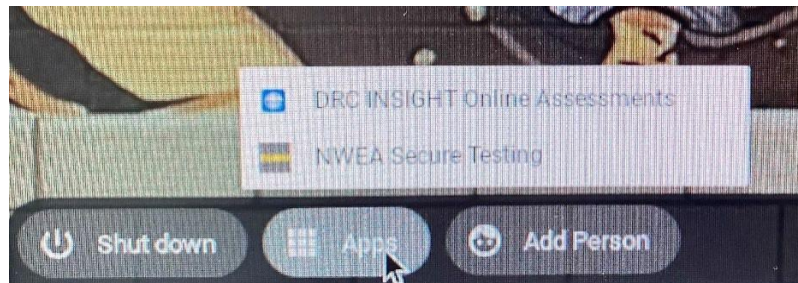 DRC INSIGHT Online Assessments
NWEA Secure Testing
Shut down
Apps
Add Person